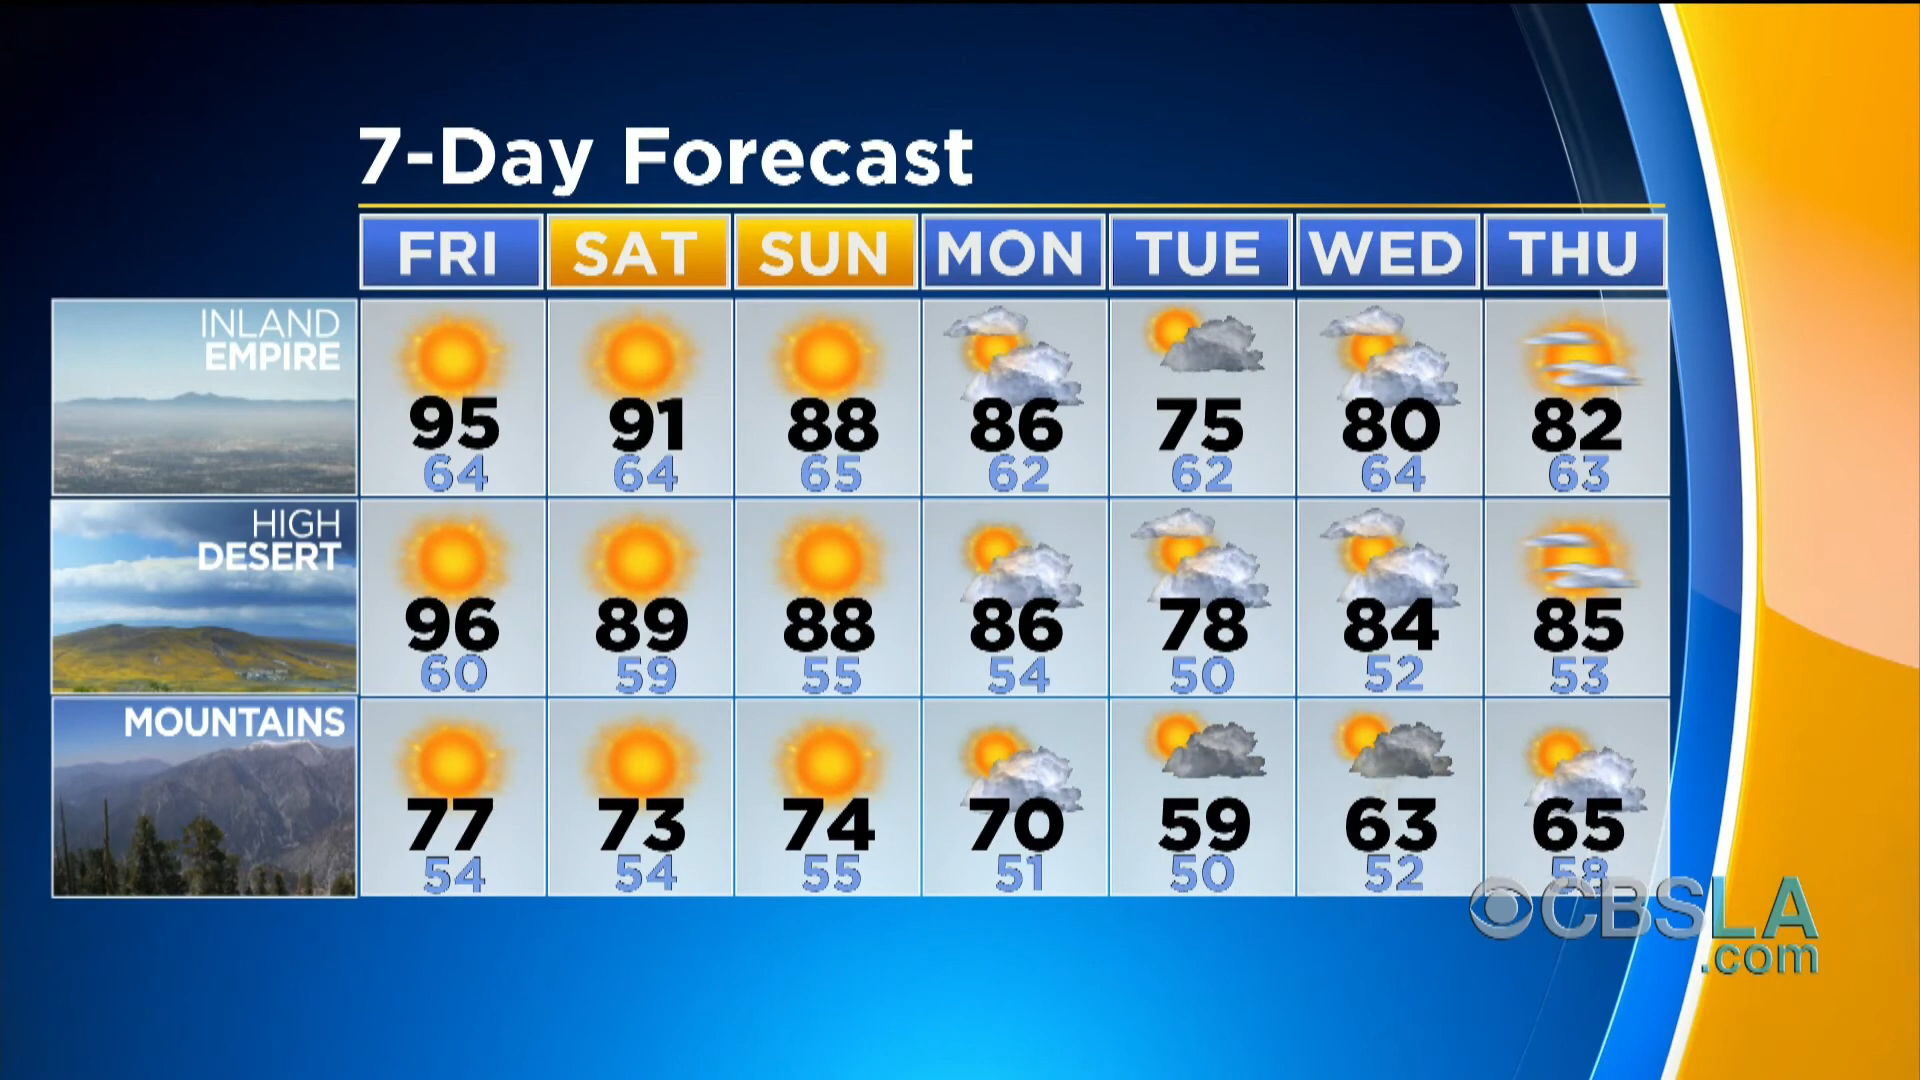 7-Day Forecast
FRI SAT SUN MON TUE WED THU
INLAND
EMPIRE
95 91 88 86 75 80 82
64 64 65 62 62 64 63
HIGH
DESERT
96 89 88 86 78 84 85
60 59 55 54 50 52 53
MOUNTAINS
77 73 74 70 59 63 65
54 54 55 51 50 52
CBSLA
.com